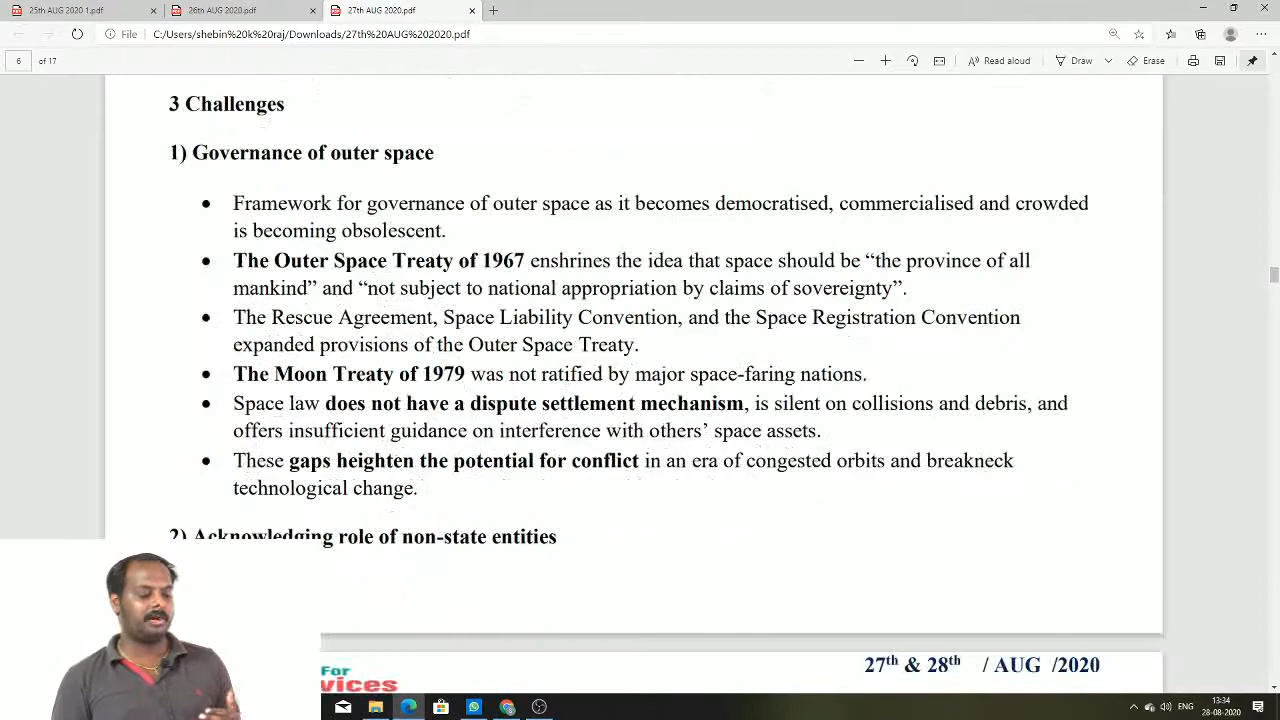 25th AUG 2020 1.pdf
26th AUG 2020.pdf
27th AUG 2020.pdf
File
C:/Users/shebin%20k%20raj/Downloads/27th%20AUG%202020.pdf
6 of 17
Read aloud
Draw
Erase
3 Challenges
1) Governance of outer space
• Framework for governance of outer space as it becomes democratised, commercialised and crowded
is becoming obsolescent.
• The Outer Space Treaty of 1967 enshrines the idea that space should be “the province of all
mankind” and “not subject to national appropriation by claims of sovereignty”.
• The Rescue Agreement, Space Liability Convention, and the Space Registration Convention
expanded provisions of the Outer Space Treaty.
• The Moon Treaty of 1979 was not ratified by major space-faring nations.
• Space law does not have a dispute settlement mechanism, is silent on collisions and debris, and
offers insufficient guidance on interference with others’ space assets.
• These gaps heighten the potential for conflict in an era of congested orbits and breakneck
technological change.
2) Acknowledging role of non-state entities
For
vices
27th & 28th / AUG /2020
ENG
13:34
28-08-2020